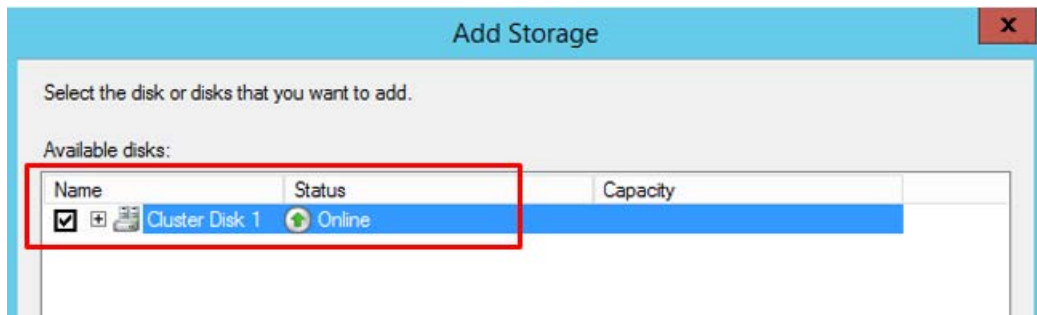 Add Storage
x
Select the disk or disks that you want to add.
Available disks:
Name Status Capacity
Cluster Disk 1 Online